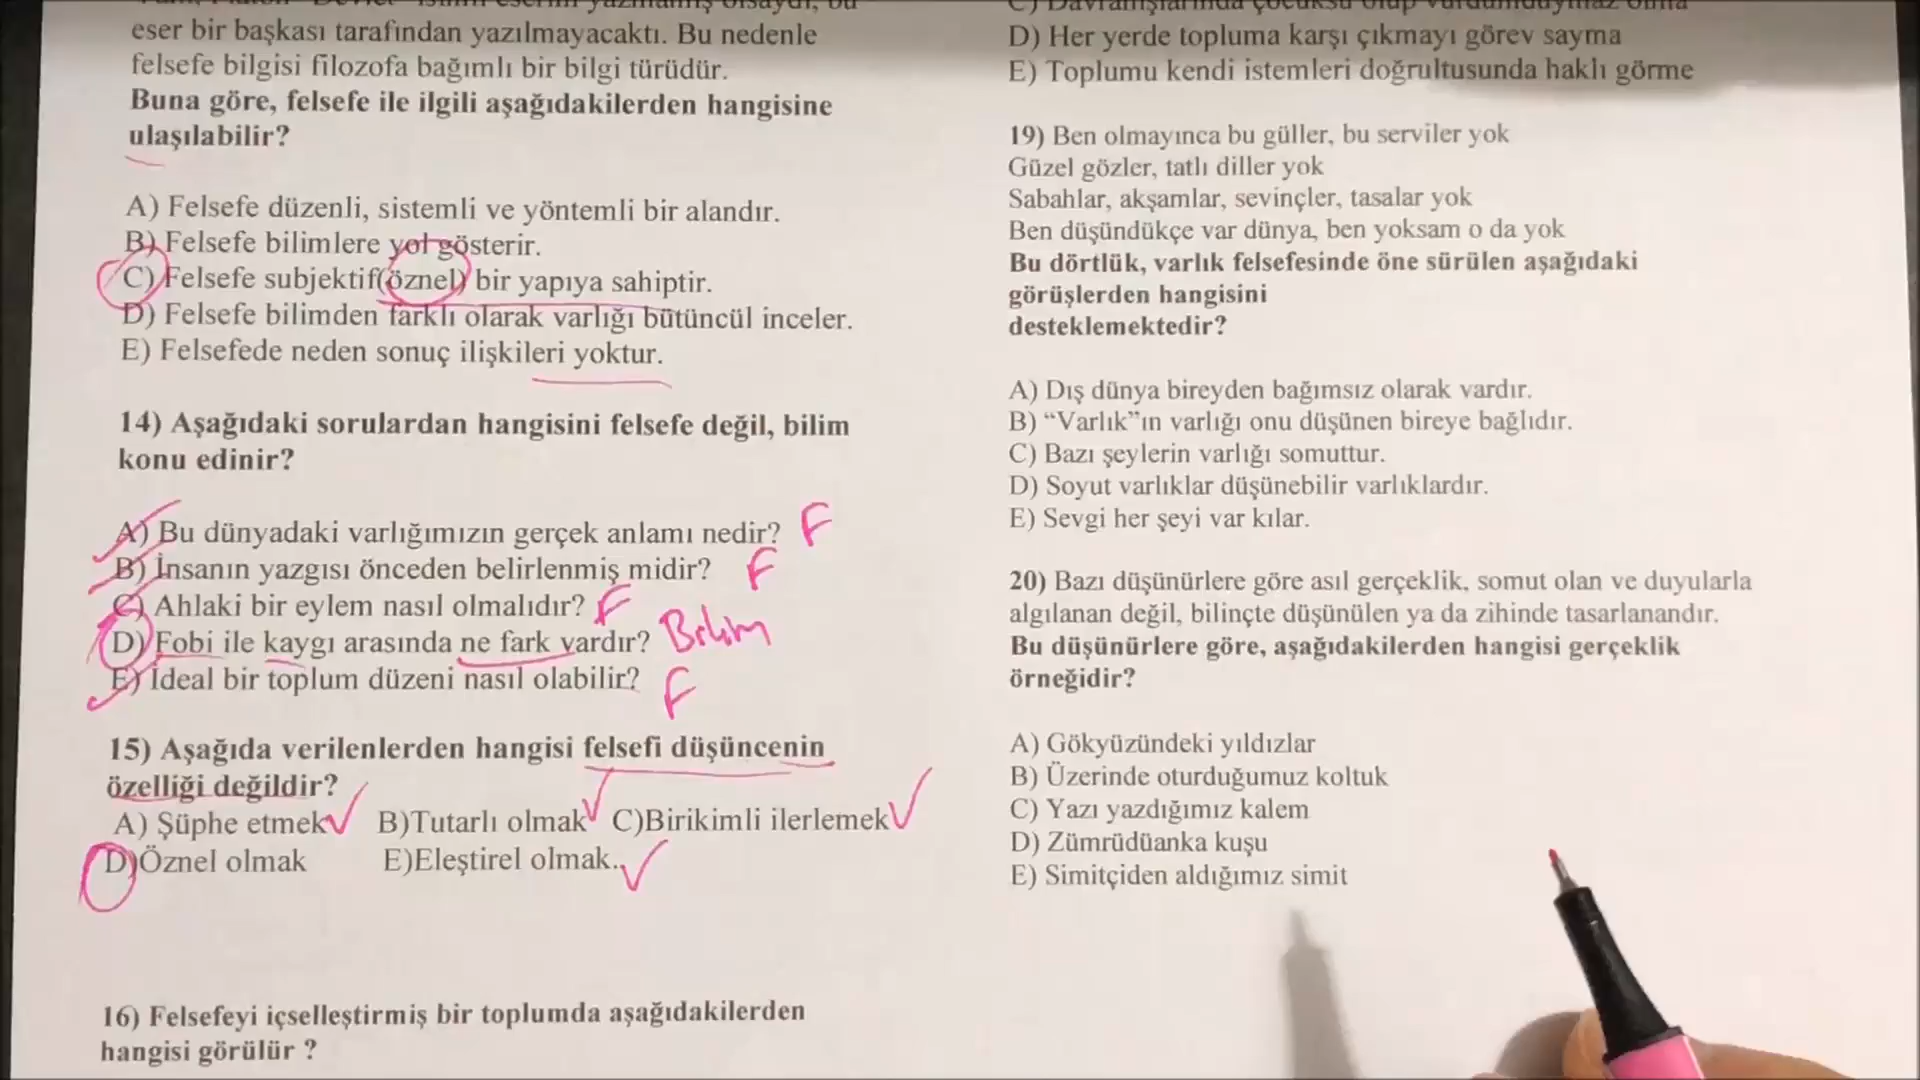 eser bir başkası tarafından yazılmayacaktı. Bu nedenle
felsefe bilgisi filozofa bağımlı bir bilgi türüdür.
Buna göre, felsefe ile ilgili aşağıdakilerden hangisine
ulaşılabilir?
A) Felsefe düzenli, sistemli ve yöntemli bir alandır.
B) Felsefe bilimlere yol gösterir.
C) Felsefe subjektif(öznel) bir yapıya sahiptir.
D) Felsefe bilimden farklı olarak varlığı bütüncül inceler.
E) Felsefede neden sonuç ilişkileri yoktur.
14) Aşağıdaki sorulardan hangisini felsefe değil, bilim
konu edinir?
A) Bu dünyadaki varlığımızın gerçek anlamı nedir? F
B) İnsanın yazgısı önceden belirlenmiş midir? F
C) Ahlaki bir eylem nasıl olmalıdır? F
D) Fobi ile kaygı arasında ne fark vardır? Bilim
E) İdeal bir toplum düzeni nasıl olabilir? F
15) Aşağıda verilenlerden hangisi felsefi düşüncenin
özelliği değildir?
A) Şüphe etmek B)Tutarlı olmak C)Birikimli ilerlemek
D)Öznel olmak E)Eleştirel olmak.
16) Felsefeyi içselleştirmiş bir toplumda aşağıdakilerden
hangisi görülür ?
C) Davranışlarında çocuksu olup vurdumduymaz olma
D) Her yerde topluma karşı çıkmayı görev sayma
E) Toplumu kendi istemleri doğrultusunda haklı görme
19) Ben olmayınca bu güller, bu serviler yok
Güzel gözler, tatlı diller yok
Sabahlar, akşamlar, sevinçler, tasalar yok
Ben düşündükçe var dünya, ben yoksam o da yok
Bu dörtlük, varlık felsefesinde öne sürülen aşağıdaki
görüşlerden hangisini
desteklemektedir?
A) Dış dünya bireyden bağımsız olarak vardır.
B) “Varlık”ın varlığı onu düşünen bireye bağlıdır.
C) Bazı şeylerin varlığı somuttur.
D) Soyut varlıklar düşünebilir varlıklardır.
E) Sevgi her şeyi var kılar.
20) Bazı düşünürlere göre asıl gerçeklik, somut olan ve duyularla
algılanan değil, bilinçte düşünülen ya da zihinde tasarlanandır.
Bu düşünürlere göre, aşağıdakilerden hangisi gerçeklik
örneğidir?
A) Gökyüzündeki yıldızlar
B) Üzerinde oturduğumuz koltuk
C) Yazı yazdığımız kalem
D) Zümrüdüanka kuşu
E) Simitçiden aldığımız simit